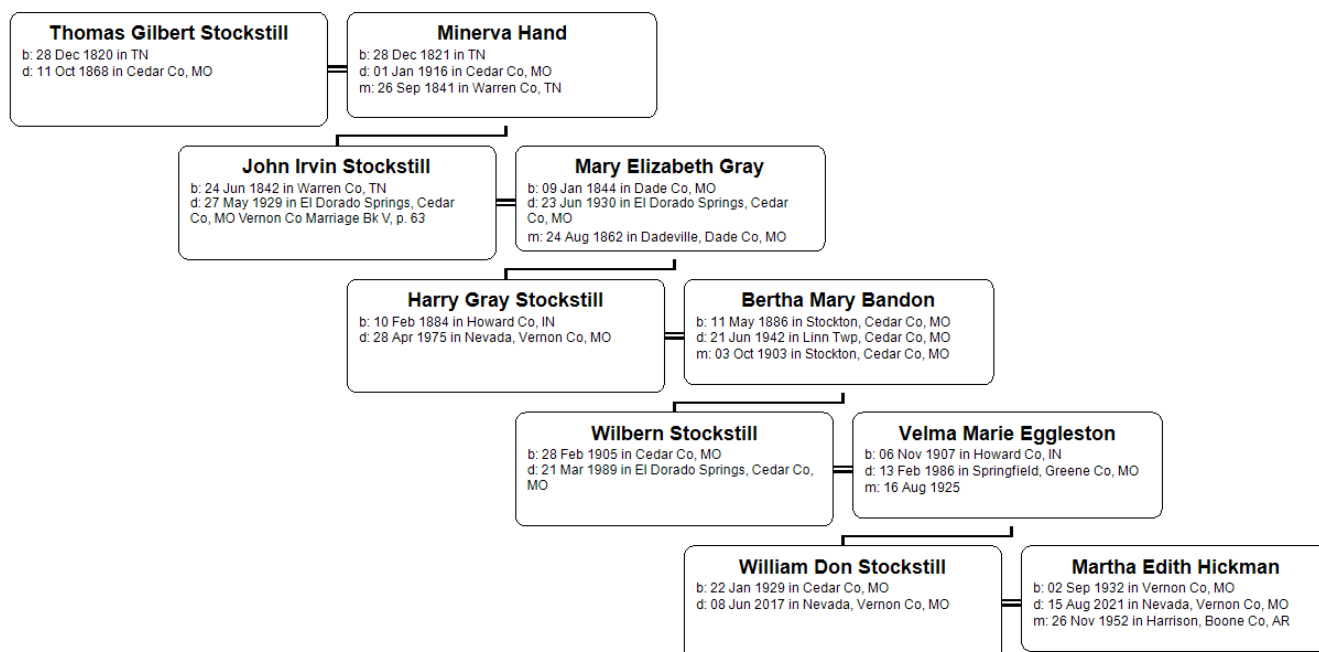 Thomas Gilbert Stockstill
b: 28 Dec 1820 in TN
d: 11 Oct 1868 in Cedar Co, MO
Minerva Hand
b: 28 Dec 1821 in TN
d: 01 Jan 1916 in Cedar Co, MO
m: 26 Sep 1841 in Warren Co, TN
John Irvin Stockstill
b: 24 Jun 1842 in Warren Co, TN
d: 27 May 1929 in El Dorado Springs, Cedar
Co, MO Vernon Co Marriage Bk V, p. 63
Mary Elizabeth Gray
b: 09 Jan 1844 in Dade Co, MO
d: 23 Jun 1930 in El Dorado Springs, Cedar
Co, MO
m: 24 Aug 1862 in Dadeville, Dade Co, MO
Harry Gray Stockstill
b: 10 Feb 1884 in Howard Co, IN
d: 28 Apr 1975 in Nevada, Vernon Co, MO
Bertha Mary Bandon
b: 11 May 1886 in Stockton, Cedar Co, MO
d: 21 Jun 1942 in Linn Twp, Cedar Co, MO
m: 03 Oct 1903 in Stockton, Cedar Co, MO
Wilbern Stockstill
b: 28 Feb 1905 in Cedar Co, MO
d: 21 Mar 1989 in El Dorado Springs, Cedar Co,
MO
Velma Marie Eggleston
b: 06 Nov 1907 in Howard Co, IN
d: 13 Feb 1986 in Springfield, Greene Co, MO
m: 16 Aug 1925
William Don Stockstill
b: 22 Jan 1929 in Cedar Co, MO
d: 08 Jun 2017 in Nevada, Vernon Co, MO
Martha Edith Hickman
b: 02 Sep 1932 in Vernon Co, MO
d: 15 Aug 2021 in Nevada, Vernon Co, MO
m: 26 Nov 1952 in Harrison, Boone Co, AR